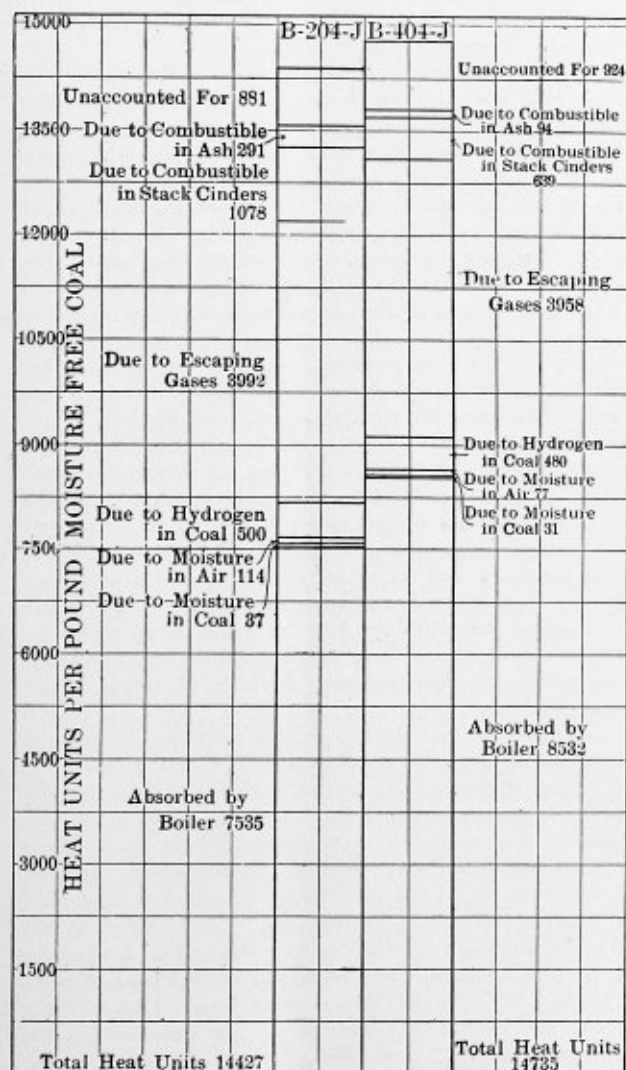 HEAT UNITS PER POUND MOISTURE FREE COAL
15000
13500
12000
10500
9000
7500
6000
4500
3000
1500
B-204-J
Unaccounted For 881
Due to Combustible
in Ash 291
Due to Combustible
in Stack Cinders
1078
Due to Escaping
Gases 3992
Due to Hydrogen
in Coal 500
Due to Moisture
in Air 114
Due to Moisture
in Coal 37
Absorbed by
Boiler 7535
Total Heat Units 14427
B-404-J
Unaccounted For 924
Due to Combustible
in Ash 94
Due to Combustible
in Stack Cinders
639
Due to Escaping
Gases 3958
Due to Hydrogen
in Coal 480
Due to Moisture
in Air 77
Due to Moisture
in Coal 31
Absorbed by
Boiler 8532
Total Heat Units
14735